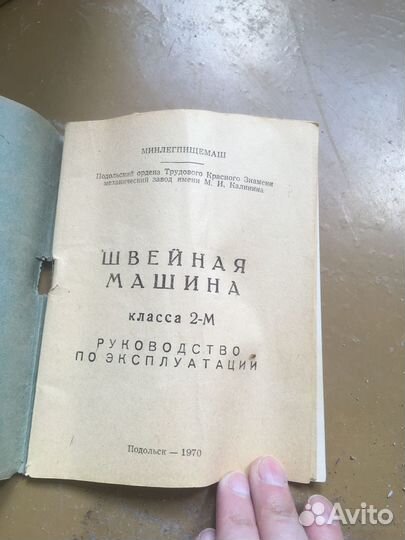 МИНЛЕГПИЩЕМАШ
Подольский ордена Трудового Красного Знамени
механический завод имени М. И. Калинина
ШВЕЙНАЯ
МАШИНА
класса 2-М
РУКОВОДСТВО
ПО ЭКСПЛУАТАЦИИ
Подольск — 1970
Avito